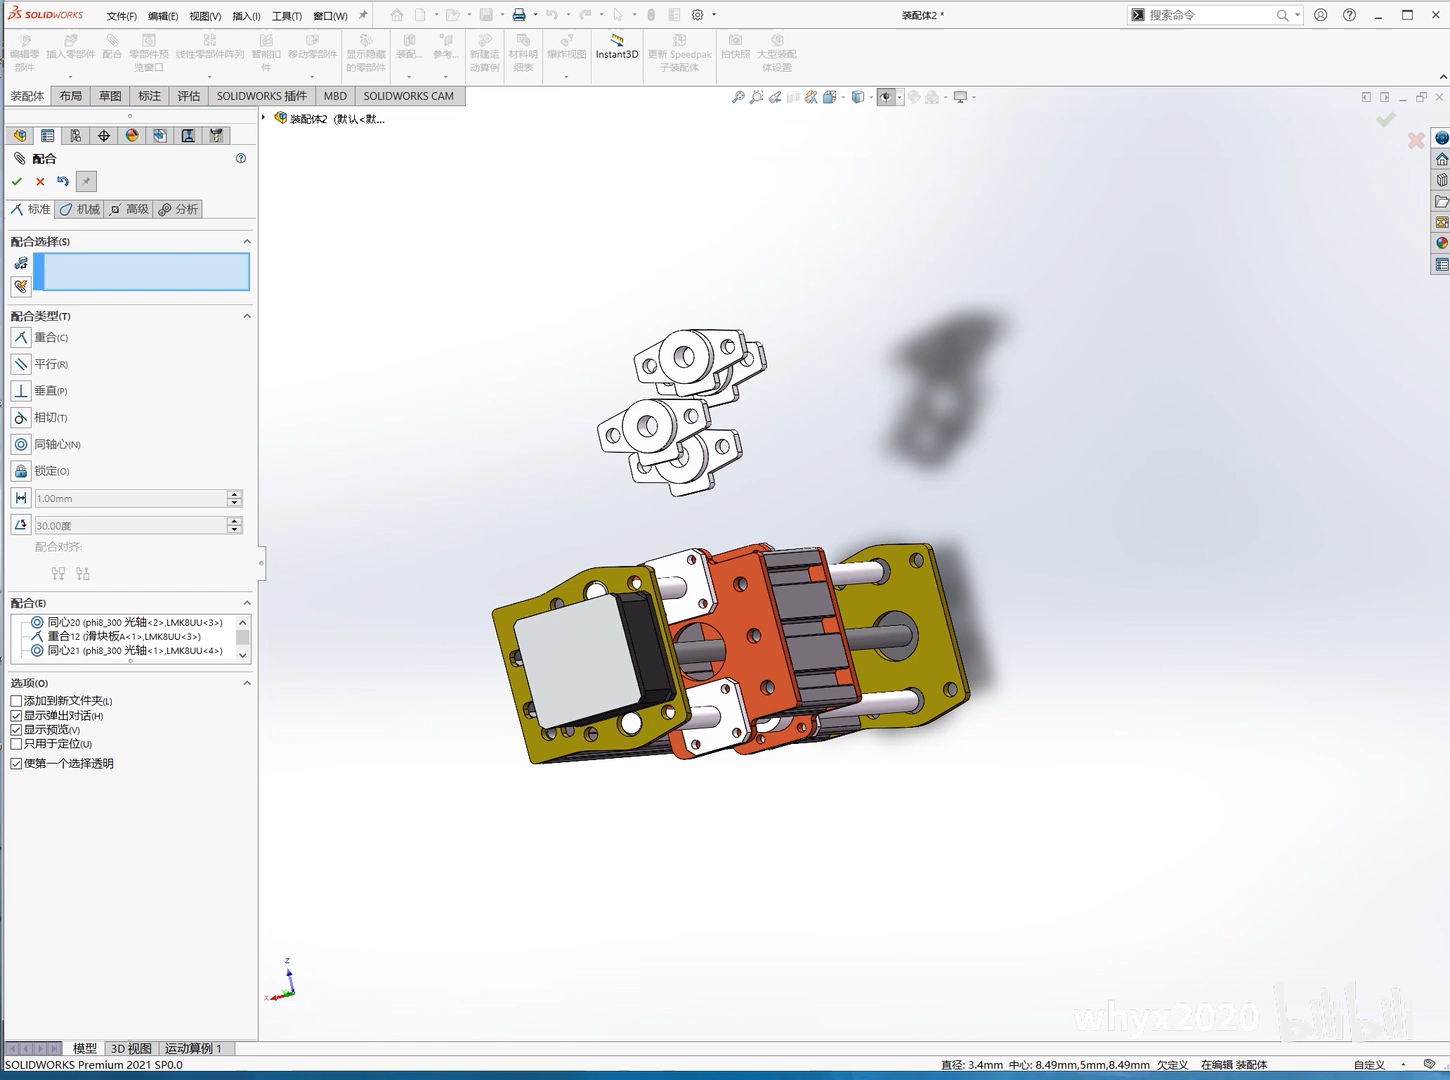 SOLIDWORKS 文件(F) 编辑(E) 视图(V) 插入(I) 工具(T) 窗口(W) 装配体2 * 搜索命令
编辑零部件 插入零部件 配合 零部件预览窗口 线性零部件阵列 智能扣件 移动零部件 显示隐藏的零部件 装配... 参考... 新建运动算例 材料明细表 爆炸视图 Instant3D 更新 Speedpak 子装配体 拍快照 大型装配体设置
装配体 布局 草图 标注 评估 SOLIDWORKS 插件 MBD SOLIDWORKS CAM
装配体2 (默认<默...
配合
标准 机械 高级 分析
配合选择(S)
配合类型(T)
重合(C)
平行(R)
垂直(P)
相切(T)
同轴心(N)
锁定(O)
1.00mm
30.00度
配合对齐:
配合(E)
同心20 (phi8_300 光轴<2>,LMK8UU<3>)
重合12 (滑块板A<1>,LMK8UU<3>)
同心21 (phi8_300 光轴<1>,LMK8UU<4>)
选项(O)
添加到新文件夹(L)
显示弹出对话(H)
显示预览(V)
只用于定位(U)
使第一个选择透明
Z
X
whyx2020 bilibili
模型 3D 视图 运动算例 1
SOLIDWORKS Premium 2021 SP0.0 直径: 3.4mm 中心: 8.49mm,5mm,8.49mm 欠定义 在编辑 装配体 自定义